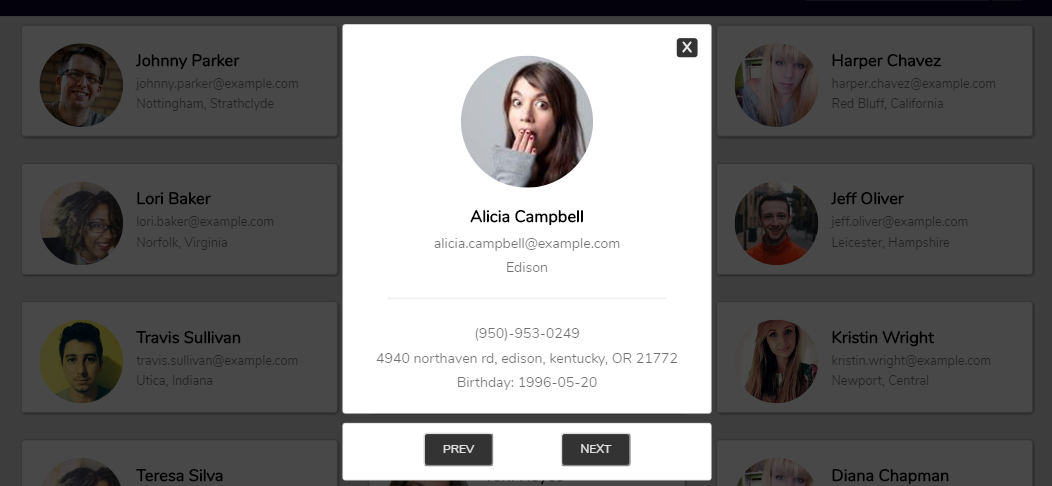 Johnny Parker
johnny.parker@example.com
Nottingham, Strathclyde
X
Harper Chavez
harper.chavez@example.com
Red Bluff, California
Alicia Campbell
alicia.campbell@example.com
Edison
Lori Baker
lori.baker@example.com
Norfolk, Virginia
Jeff Oliver
jeff.oliver@example.com
Leicester, Hampshire
(950)-953-0249
4940 northaven rd, edison, kentucky, OR 21772
Birthday: 1996-05-20
Travis Sullivan
travis.sullivan@example.com
Utica, Indiana
Kristin Wright
kristin.wright@example.com
Newport, Central
PREV
NEXT
Teresa Silva
Diana Chapman